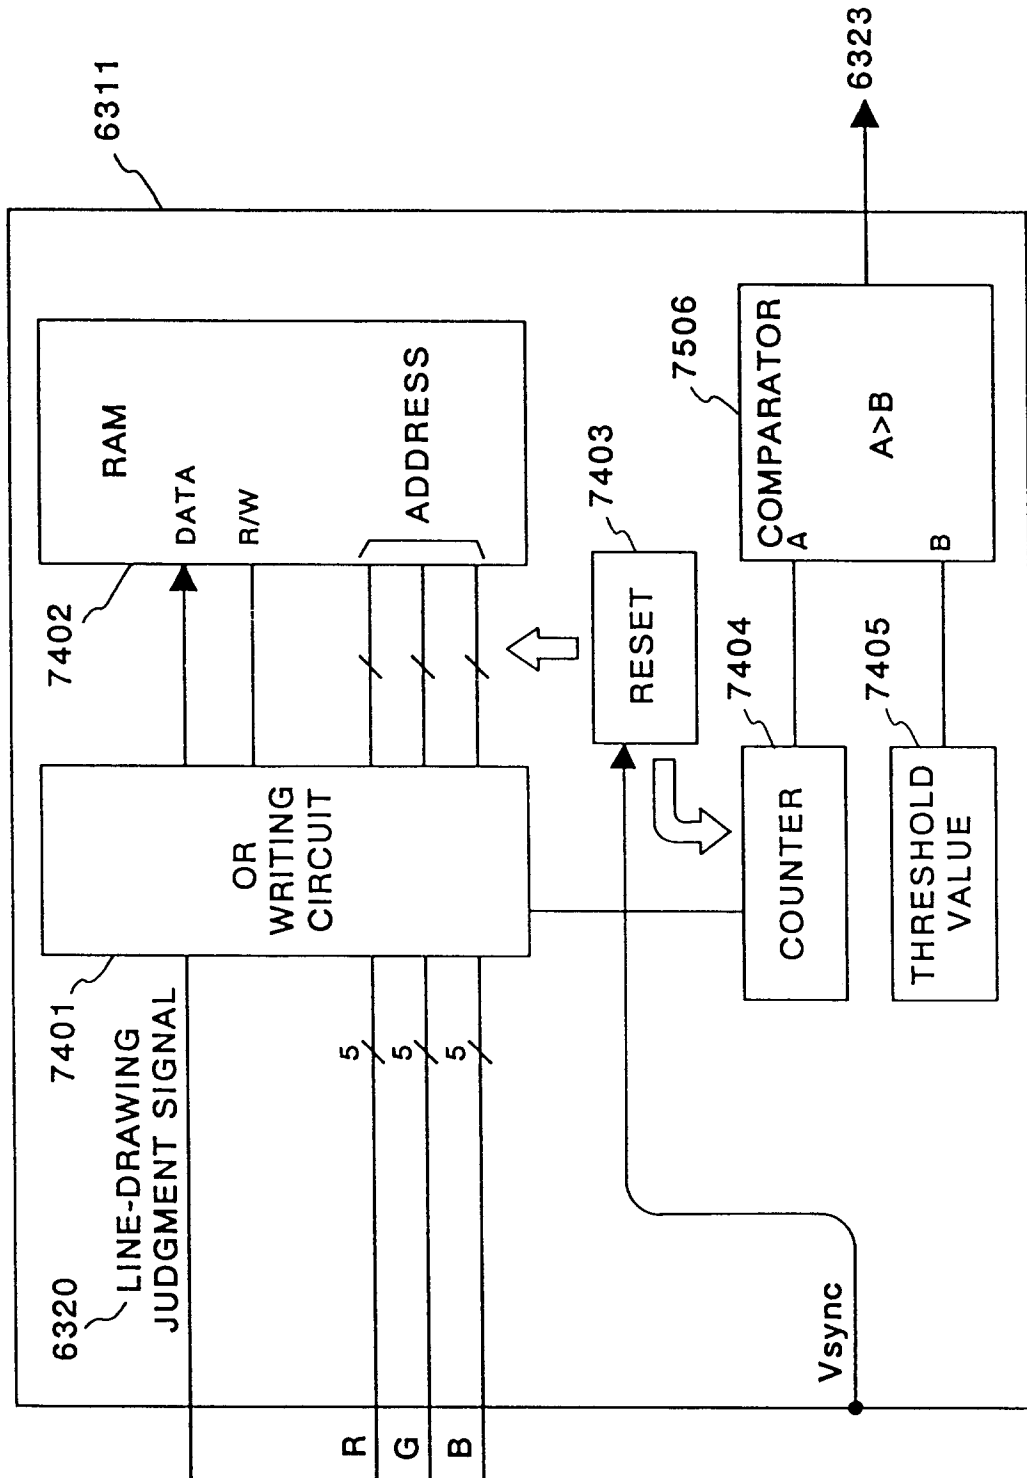 6311
6320
LINE-DRAWING
JUDGMENT SIGNAL
7401
OR
WRITING
CIRCUIT
7402
RAM
DATA
R/W
ADDRESS
R
G
B
5
5
5
7403
RESET
7404
COUNTER
7405
THRESHOLD
VALUE
7506
COMPARATOR
A
A>B
B
6323
Vsync